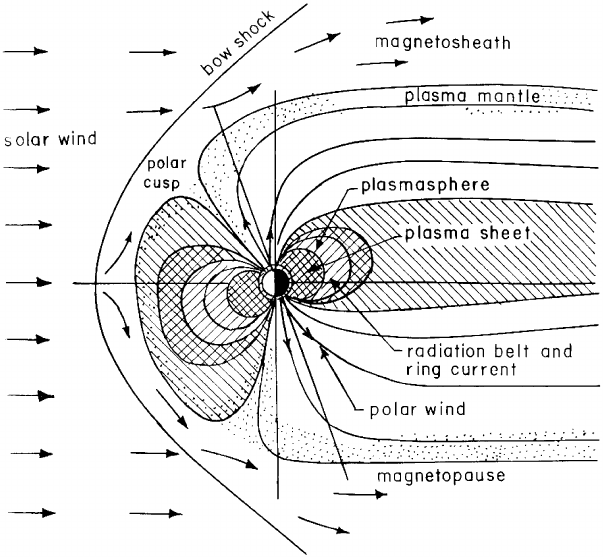 bow shock
magnetosheath
plasma mantle
solar wind
polar
cusp
plasmasphere
plasma sheet
radiation belt and
ring current
polar wind
magnetopause